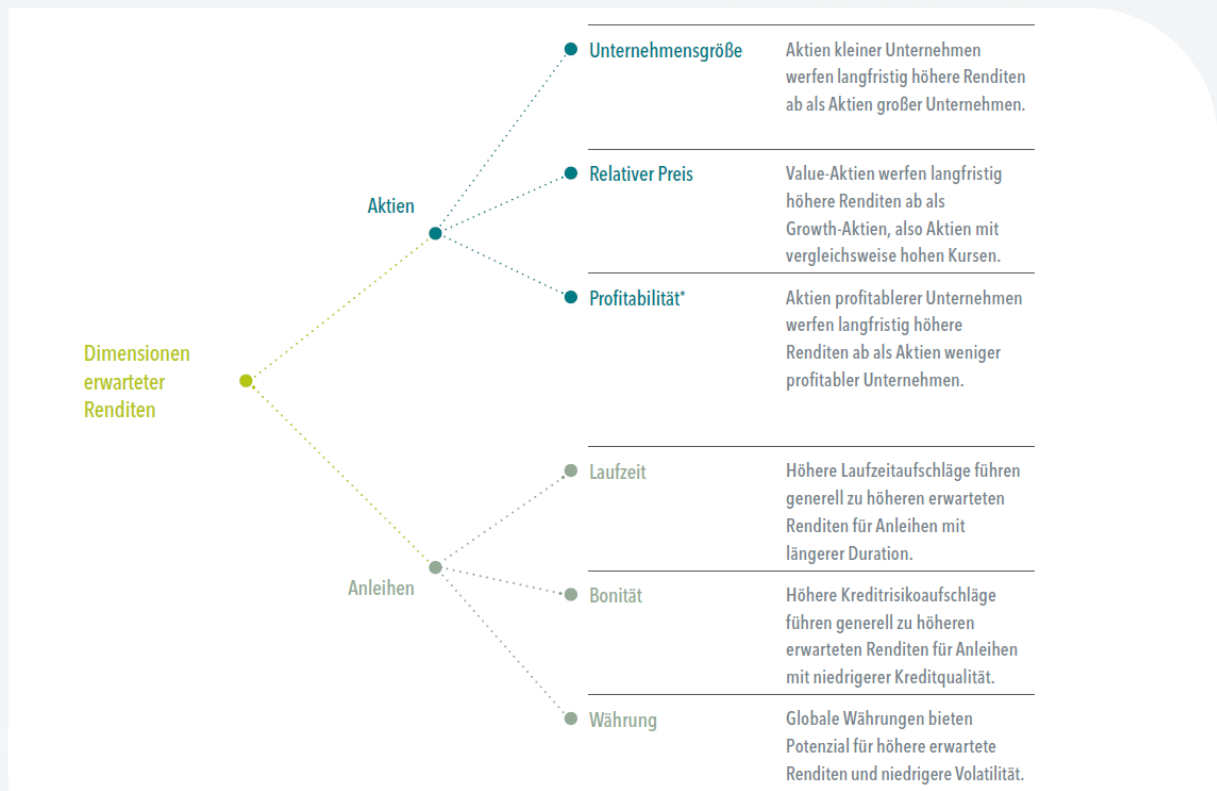 Dimensionen
erwarteter
Renditen
Aktien
Unternehmensgröße
Aktien kleiner Unternehmen
werfen langfristig höhere Renditen
ab als Aktien großer Unternehmen.
Relativer Preis
Value-Aktien werfen langfristig
höhere Renditen ab als
Growth-Aktien, also Aktien mit
vergleichsweise hohen Kursen.
Profitabilität*
Aktien profitablerer Unternehmen
werfen langfristig höhere
Renditen ab als Aktien weniger
profitabler Unternehmen.
Anleihen
Laufzeit
Höhere Laufzeitaufschläge führen
generell zu höheren erwarteten
Renditen für Anleihen mit
längerer Duration.
Bonität
Höhere Kreditrisikoaufschläge
führen generell zu höheren
erwarteten Renditen für Anleihen
mit niedrigerer Kreditqualität.
Währung
Globale Währungen bieten
Potenzial für höhere erwartete
Renditen und niedrigere Volatilität.